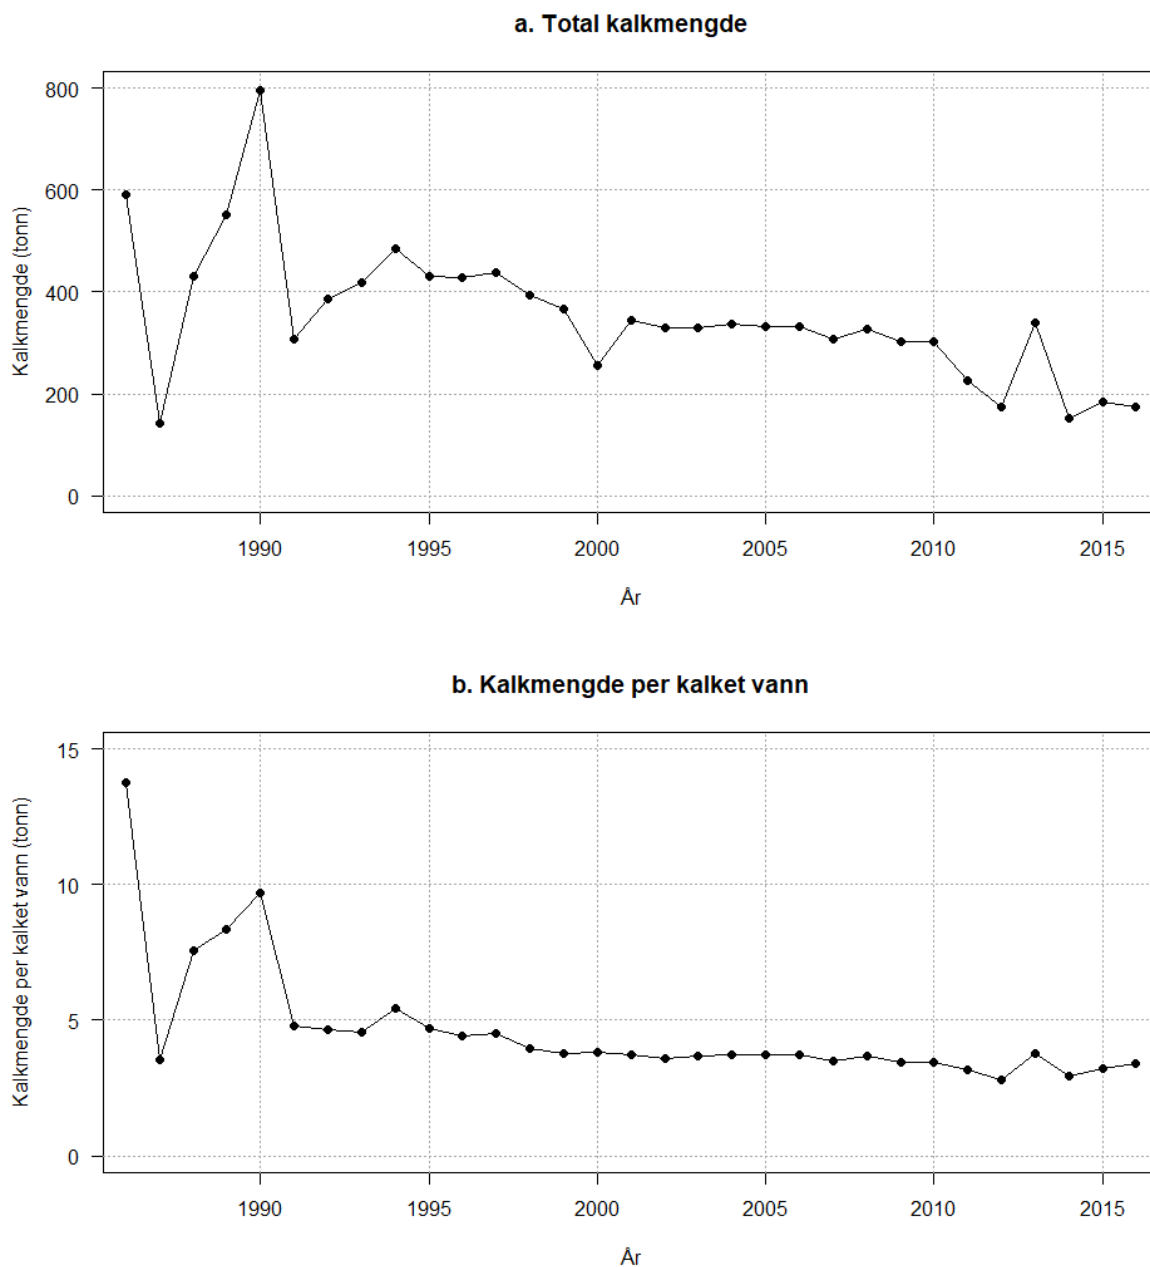 a. Total kalkmengde
Kalkmengde (tonn)
800
600
400
200
0
1990 1995 2000 2005 2010 2015
År
b. Kalkmengde per kalket vann
Kalkmengde per kalket vann (tonn)
15
10
5
0
1990 1995 2000 2005 2010 2015
År